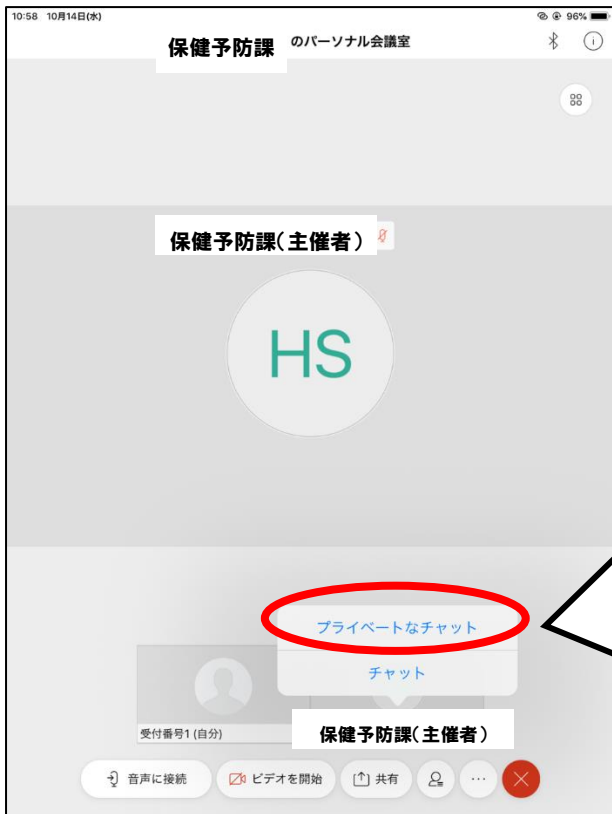 10:58 10月14日(水)
96%
保健予防課 のパーソナル会議室
保健予防課(主催者)
HS
プライベートなチャット
チャット
受付番号1 (自分)
保健予防課(主催者)
音声に接続
ビデオを開始
共有